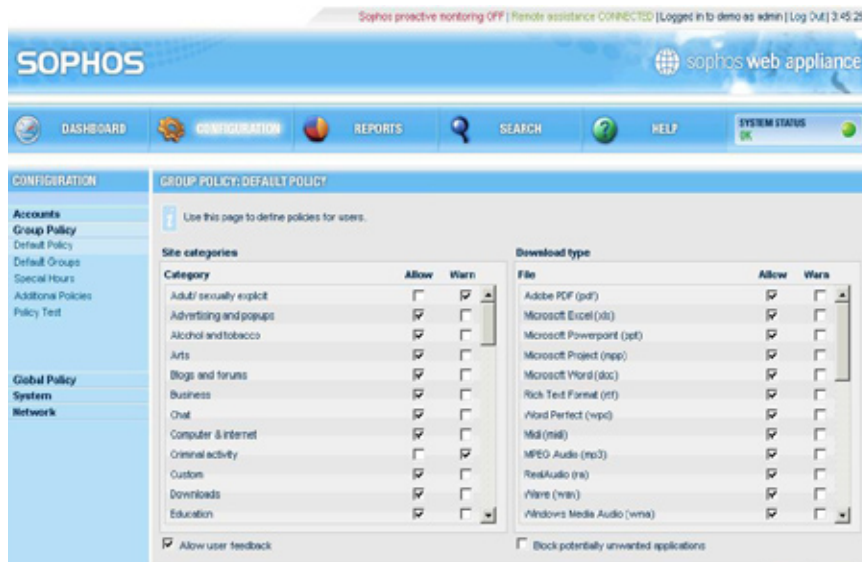 Sophos proactive monitoring OFF | Remote assistance CONNECTED | Logged in to demo as admin | Log Out | 3:45:25
SOPHOS
sophos web appliance
DASHBOARD
CONFIGURATION
REPORTS
SEARCH
HELP
SYSTEM STATUS
OK
CONFIGURATION
Accounts
Group Policy
Default Policy
Default Groups
Special Hours
Additional Policies
Policy Test
Global Policy
System
Network
GROUP POLICY: DEFAULT POLICY
Use this page to define policies for users.
Site categories
Category Allow Warn
Adult/ sexually explicit
Advertising and popups
Alcohol and tobacco
Arts
Blogs and forums
Business
Chat
Computer & internet
Criminal activity
Custom
Downloads
Education
Allow user feedback
Download type
File Allow Warn
Adobe PDF (pdf)
Microsoft Excel (xls)
Microsoft Powerpoint (ppt)
Microsoft Project (mpp)
Microsoft Word (doc)
Rich Text Format (rtf)
Word Perfect (wpd)
Midi (midi)
MPEG Audio (mp3)
RealAudio (ra)
Wave (wav)
Windows Media Audio (wma)
Block potentially unwanted applications